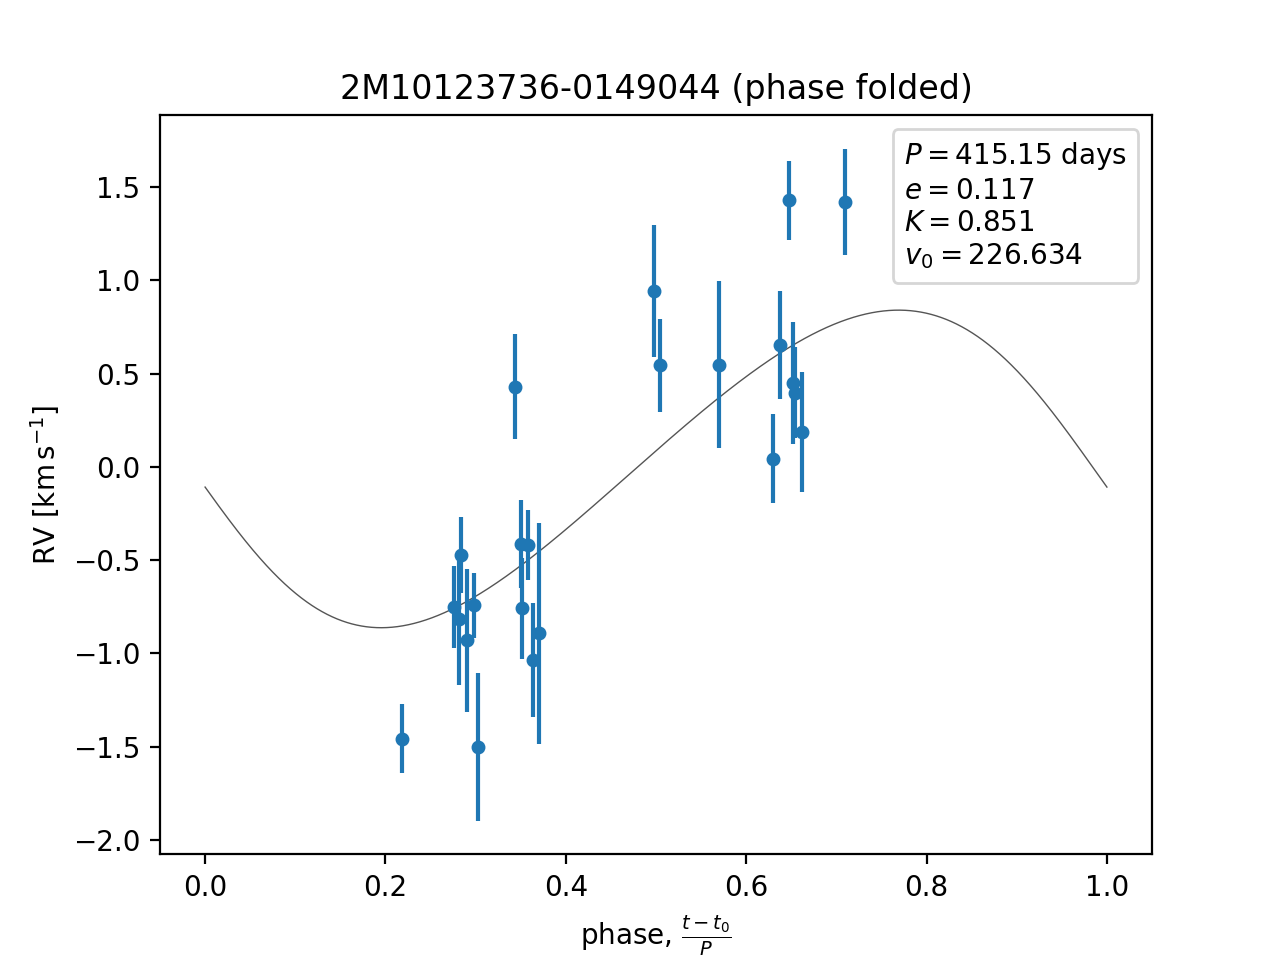 2M10123736-0149044 (phase folded)
P = 415.15 days
e = 0.117
K = 0.851
v₀ = 226.634
1.5
1.0
0.5
0.0
−0.5
−1.0
−1.5
−2.0
RV [km s⁻¹]
0.0 0.2 0.4 0.6 0.8 1.0
phase, (t − t₀)/P